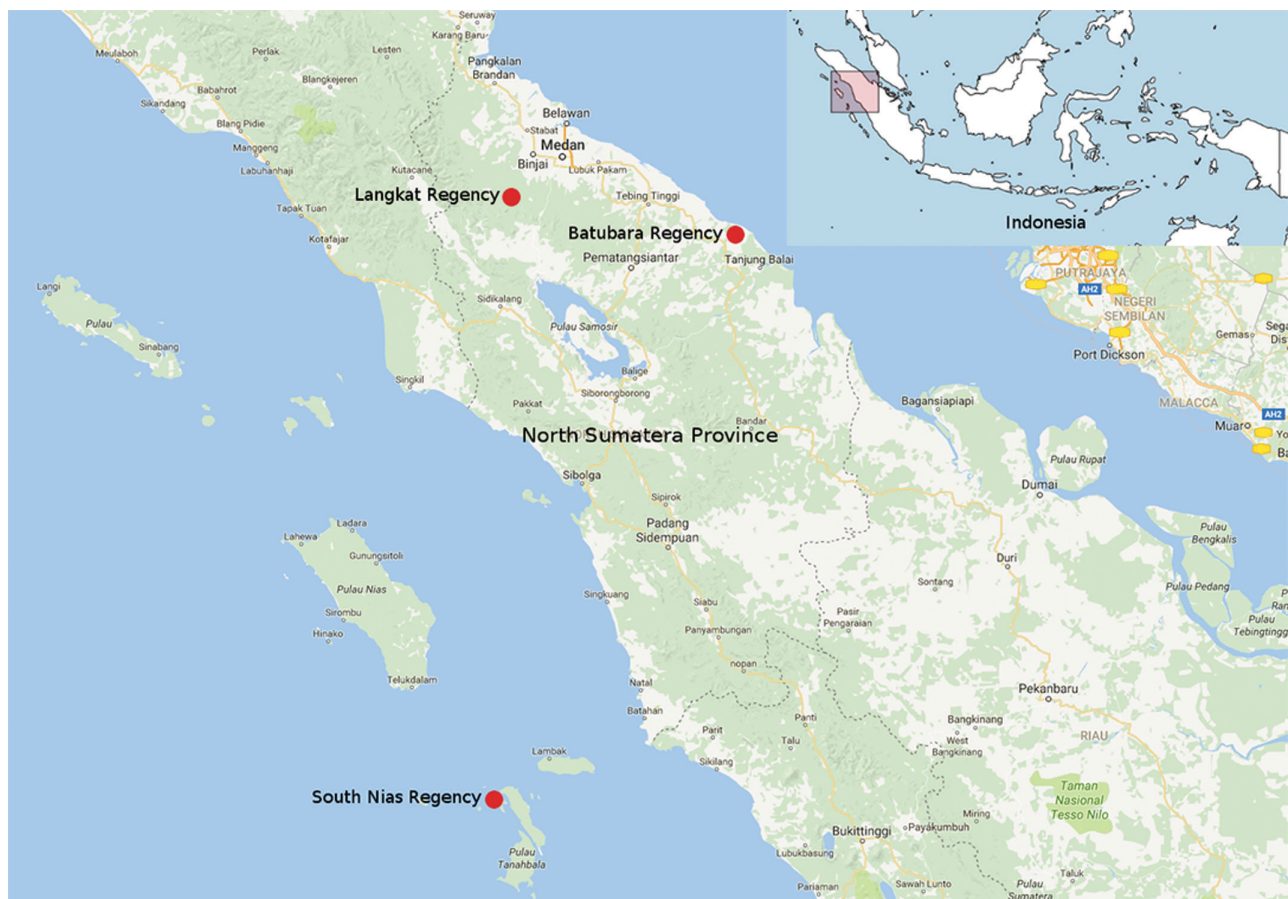 Seruway
Karang Baru
Meulaboh
Perlak
Lesten
Pangkalan
Brandan
Blangkejeren
Babahrot
Sikandang
Belawan
Blang Pidie
Stabat
Medan
Manggeng
Binjai
Lubuk Pakam
Labuhanhaji
Kutacane
Langkat Regency
Tebing Tinggi
Tapak Tuan
Indonesia
Batubara Regency
Kotafajar
Pematangsiantar
Tanjung Balai
PUTRAJAYA
Langi
AH2
NEGERI
SEMBILAN
Sidikalang
Pulau
Pulau Samosir
Gemas
Port Dickson
Sinabang
Balige
Singkil
Siborongborong
MALACCA
Pakkat
Bagansiapiapi
AH2
Bandar
Muar
North Sumatera Province
Pulau Rupat
Sibolga
Dumai
Sipirok
Ladara
Padang
Sidempuan
Pulau
Bengkalis
Lahewa
Gunungsitoli
Duri
Sontang
Pulau Pedang
Pulau Nias
Singkuang
Siabu
Pasir
Pengaraian
Sirombu
Pulau
Tebingtingg
Hinako
Panyambungan
nopan
Telukdalam
Natal
Pekanbaru
Batahan
Panti
Bangkinang
Parit
Talu
West
Bangkinang
RIAU
Lambak
Sikilang
South Nias Regency
Taman
Nasional
Tesso Nilo
Miring
Bukittinggi
Payakumbuh
Pulau
Tanahbala
Lubukbasung
Taluk
Pariaman
Sawah Lunto
Pulau
Sumatera